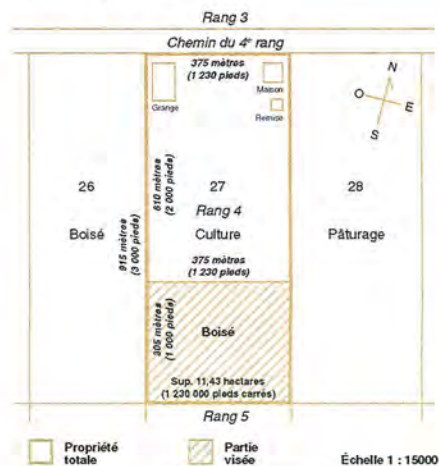 Rang 3
Chemin du 4e rang
375 mètres
(1 230 pieds)
Grange
Maison
Remise
N
O
E
S
26
Boisé
915 mètres
(3 000 pieds)
610 mètres
(2 000 pieds)
27
Rang 4
Culture
28
Pâturage
375 mètres
(1 230 pieds)
305 mètres
(1 000 pieds)
Boisé
Sup. 11,43 hectares
(1 230 000 pieds carrés)
Rang 5
Propriété
totale
Partie
visée
Échelle 1 : 15000